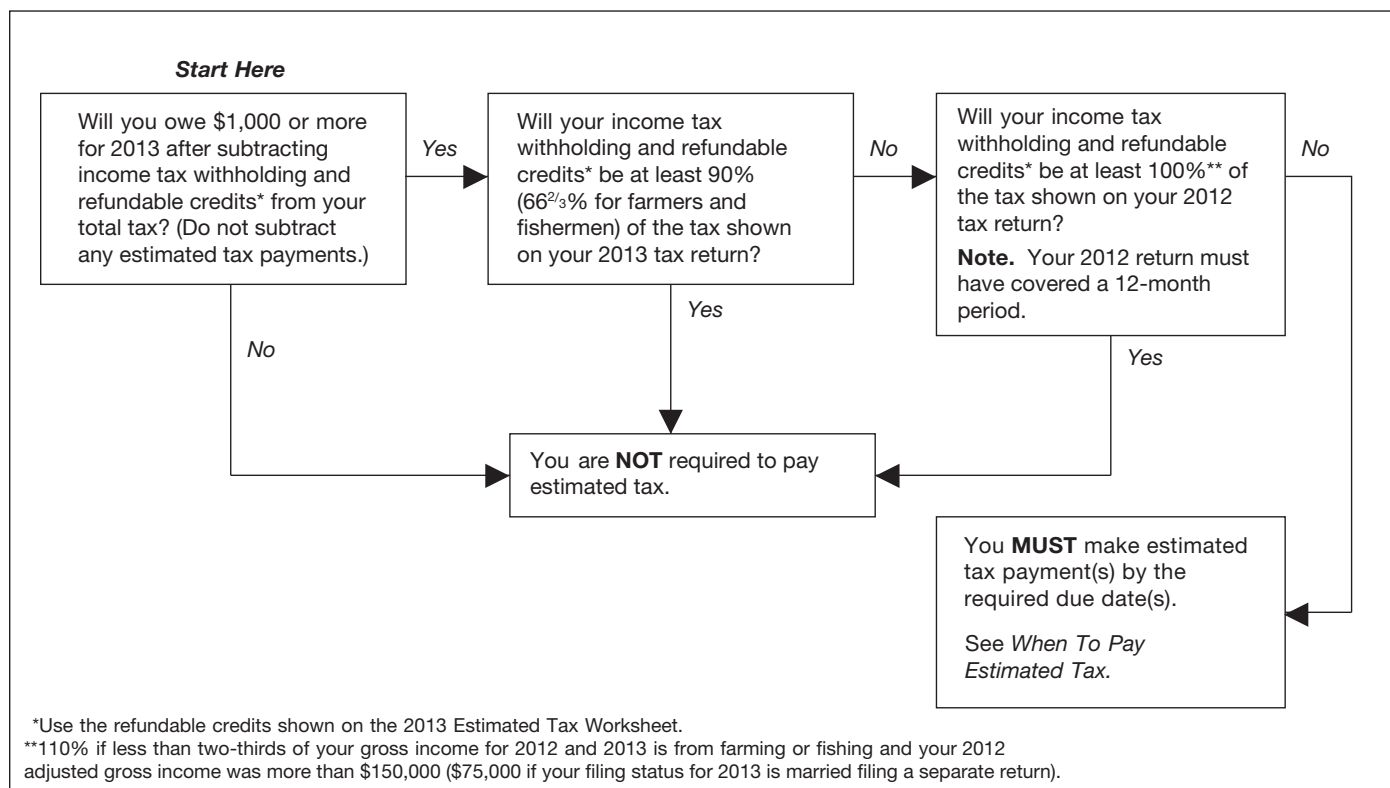 Start Here
Will you owe $1,000 or more
for 2013 after subtracting
income tax withholding and
refundable credits* from your
total tax? (Do not subtract
any estimated tax payments.)
Yes
No
Will your income tax
withholding and refundable
credits* be at least 90%
(66 2/3% for farmers and
fishermen) of the tax shown
on your 2013 tax return?
No
Yes
Will your income tax
withholding and refundable
credits* be at least 100%** of
the tax shown on your 2012
tax return?
Note. Your 2012 return must
have covered a 12-month
period.
No
Yes
You are NOT required to pay
estimated tax.
You MUST make estimated
tax payment(s) by the
required due date(s).
See When To Pay
Estimated Tax.
*Use the refundable credits shown on the 2013 Estimated Tax Worksheet.
**110% if less than two-thirds of your gross income for 2012 and 2013 is from farming or fishing and your 2012
adjusted gross income was more than $150,000 ($75,000 if your filing status for 2013 is married filing a separate return).